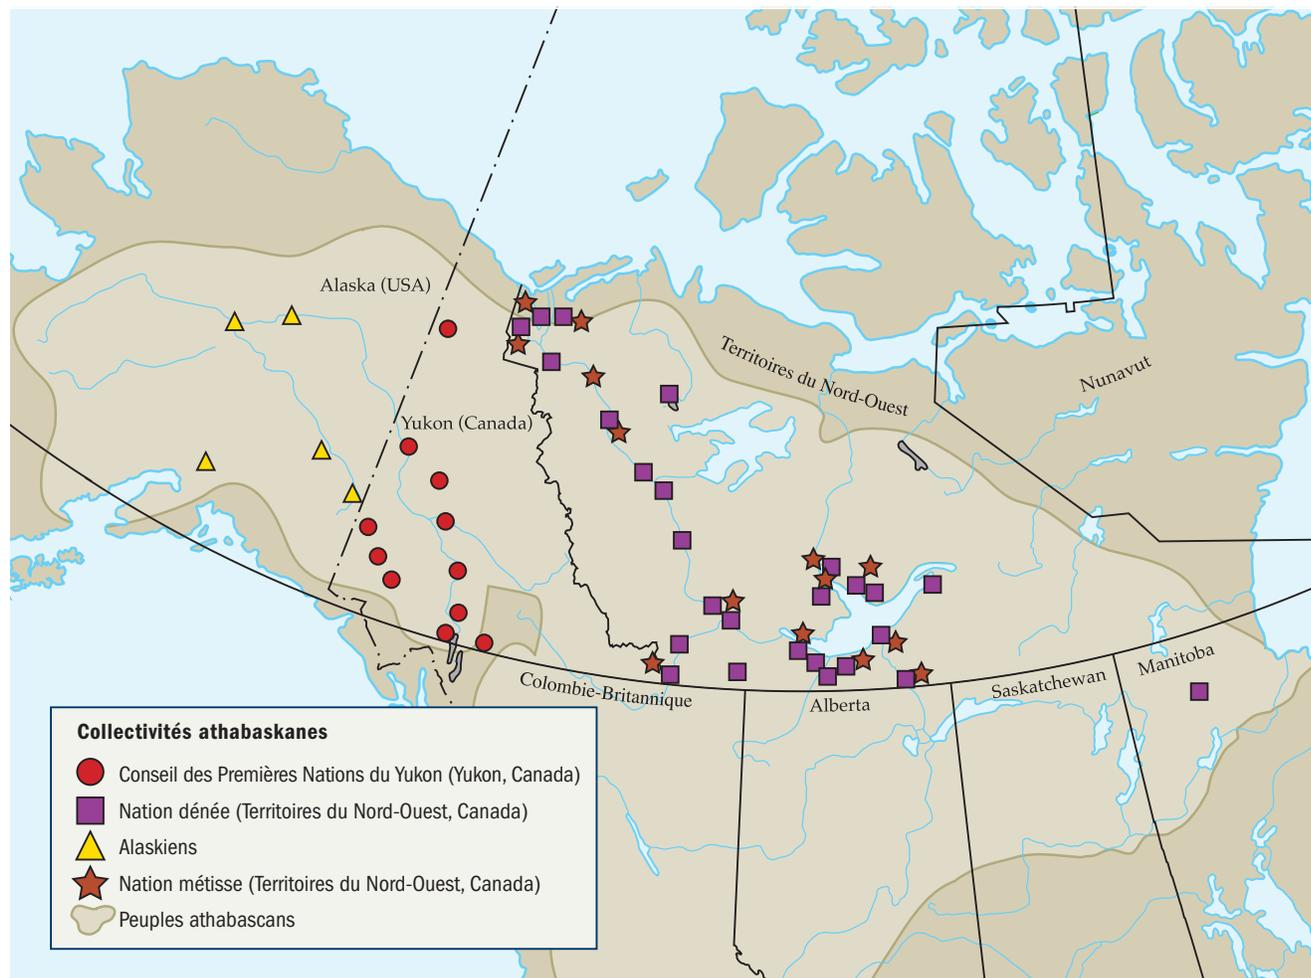 Alaska (USA)
Yukon (Canada)
Territoires du Nord-Ouest
Nunavut
Colombie-Britannique
Alberta
Saskatchewan
Manitoba
Collectivités athabaskanes
Conseil des Premières Nations du Yukon (Yukon, Canada)
Nation dénée (Territoires du Nord-Ouest, Canada)
Alaskiens
Nation métisse (Territoires du Nord-Ouest, Canada)
Peuples athabascans